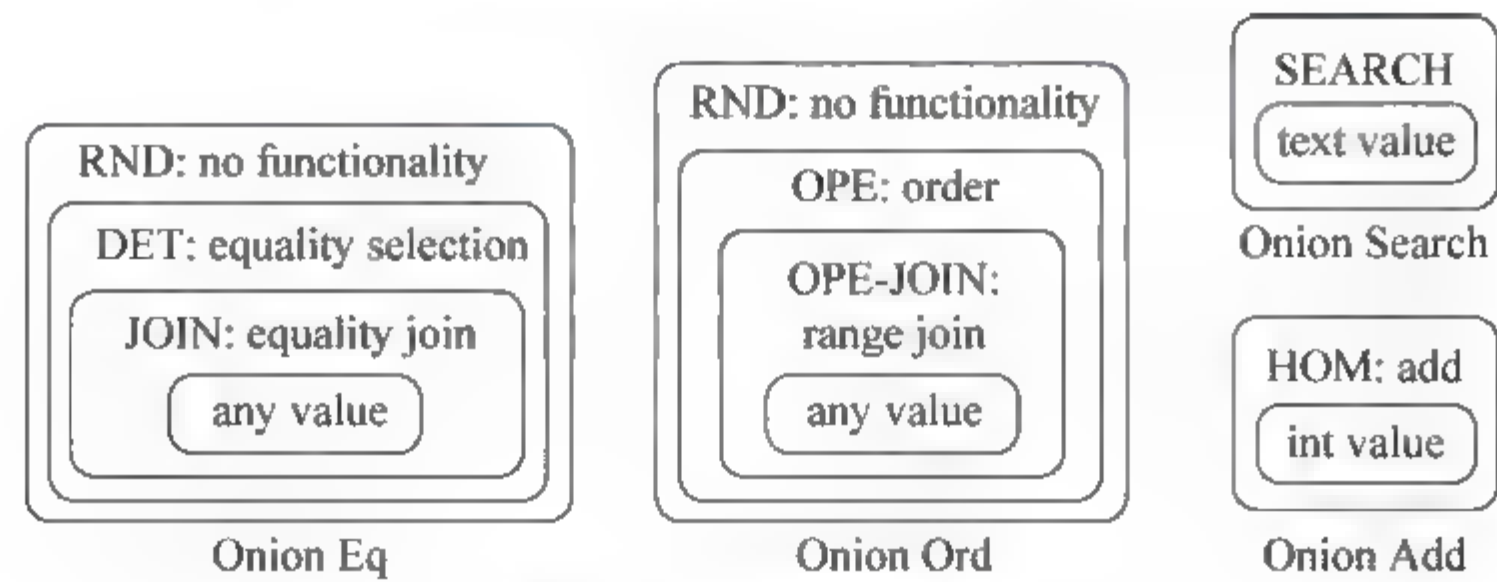 RND: no functionality
DET: equality selection
JOIN: equality join
any value
Onion Eq
RND: no functionality
OPE: order
OPE-JOIN:
range join
any value
Onion Ord
SEARCH
text value
Onion Search
HOM: add
int value
Onion Add